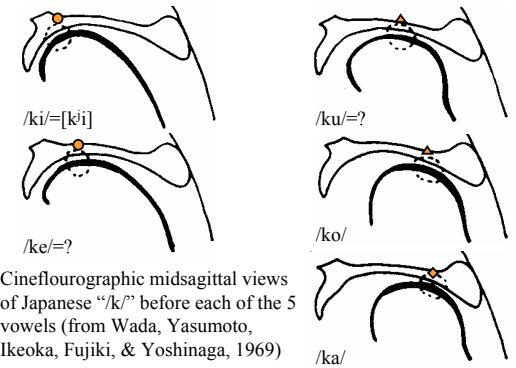 /ki/=[kʲi]
/ke/=?
Cineflourographic midsagittal views
of Japanese “/k/” before each of the 5
vowels (from Wada, Yasumoto,
Ikeoka, Fujiki, & Yoshinaga, 1969)
/ku/=?
/ko/
/ka/